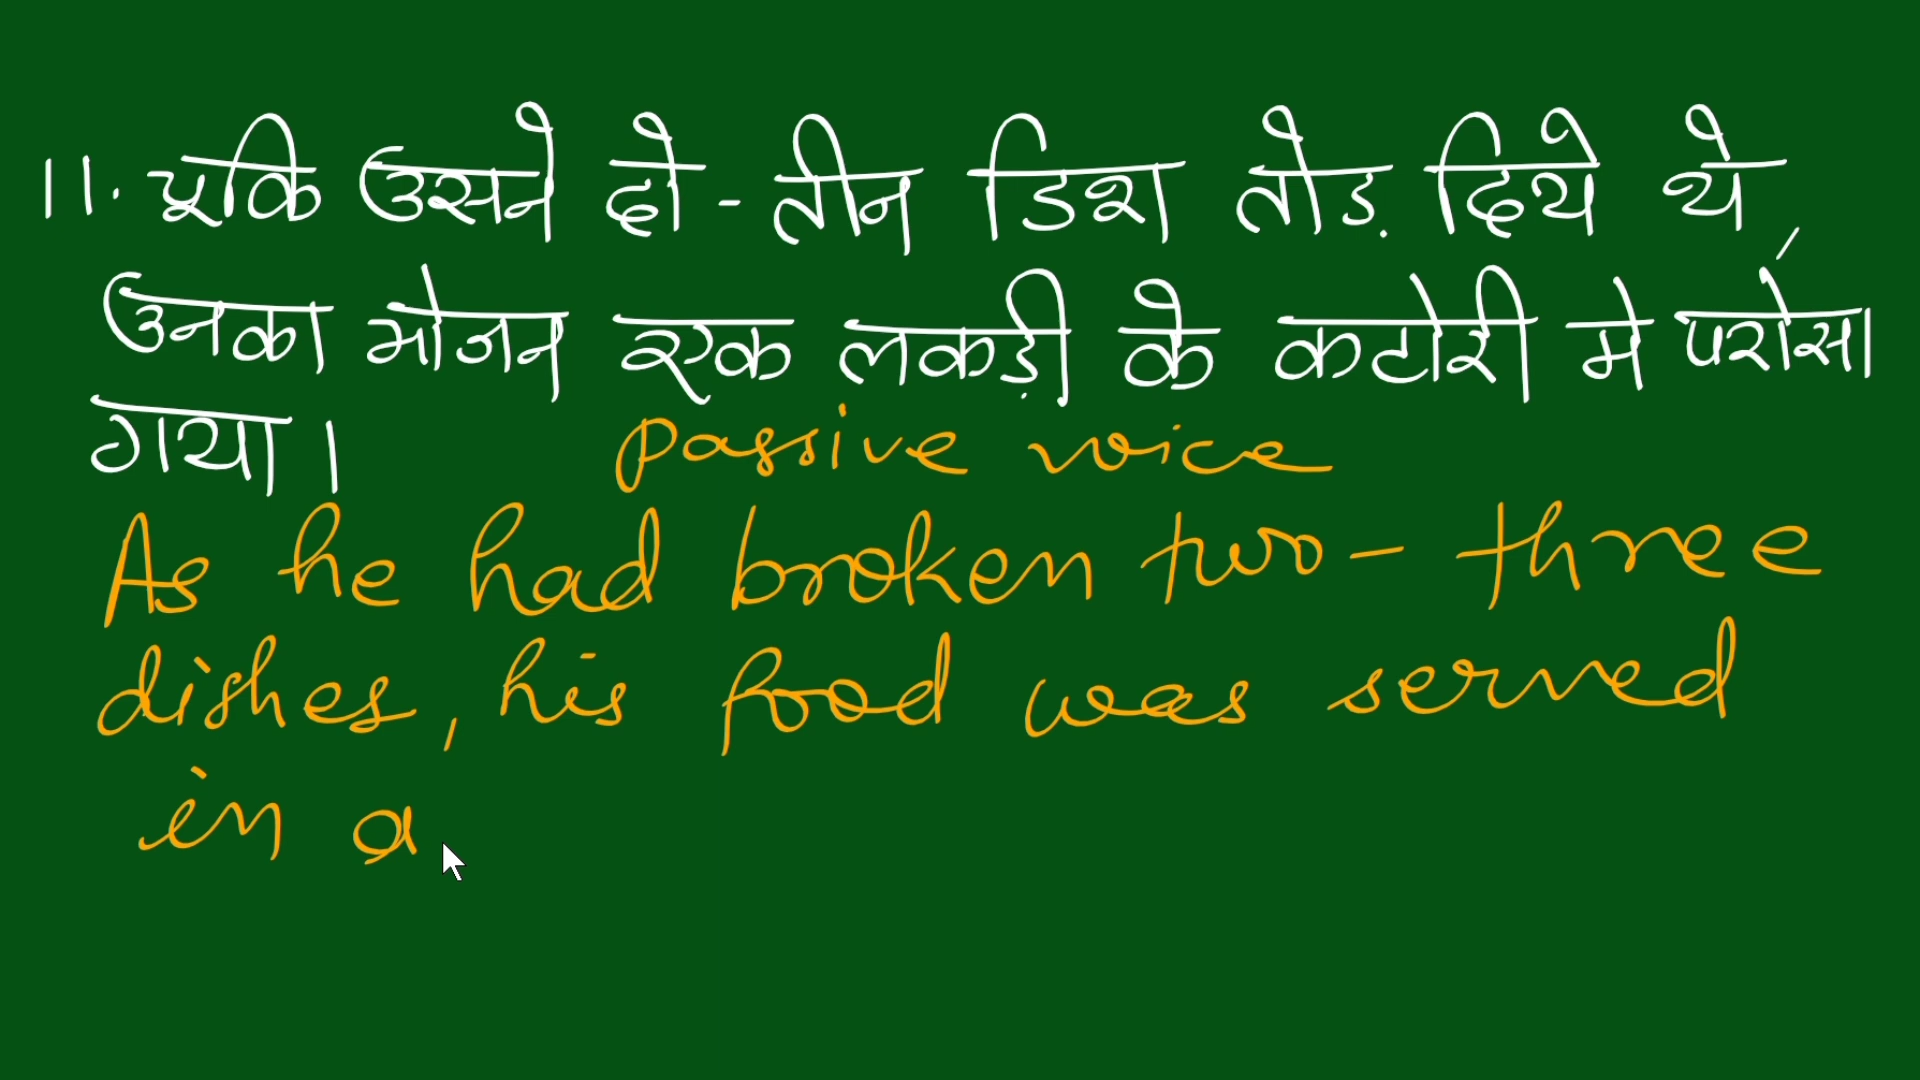 11. चूकि उसने दो - तीन डिश तोड़ दिये थे,
उनका भोजन एक लकड़ी के कटोरी मे परोसा
गया।
passive voice
As he had broken two - three
dishes, his food was served
in a